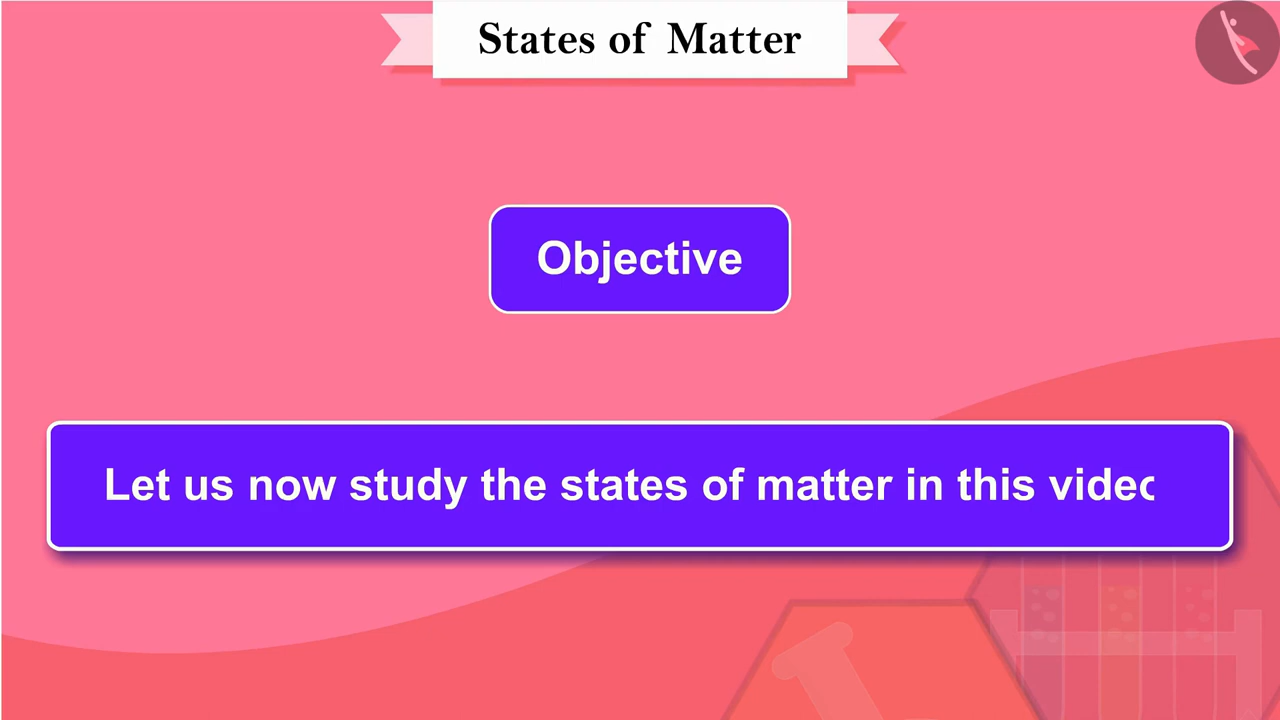 States of Matter
Objective
Let us now study the states of matter in this